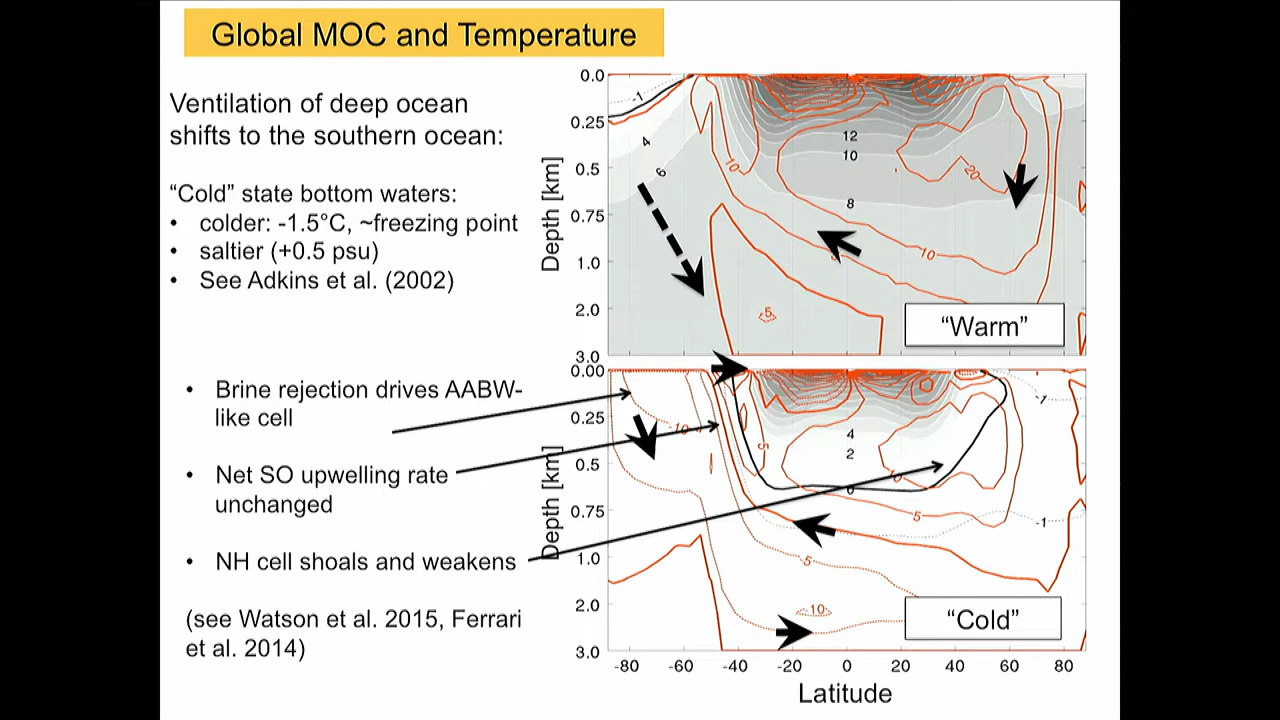 Global MOC and Temperature
Ventilation of deep ocean
shifts to the southern ocean:
“Cold” state bottom waters:
• colder: -1.5°C, ~freezing point
• saltier (+0.5 psu)
• See Adkins et al. (2002)
• Brine rejection drives AABW-
like cell
• Net SO upwelling rate
unchanged
• NH cell shoals and weakens
(see Watson et al. 2015, Ferrari
et al. 2014)
Depth [km]
0.0
0.25
0.5
0.75
1.0
2.0
3.0
-1
4
6
12
10
8
10
20
10
5
“Warm”
Depth [km]
0.00
0.25
0.5
0.75
1.0
2.0
3.0
-1
-10
5
4
2
0
10
5
-1
-5
-10
“Cold”
-80 -60 -40 -20 0 20 40 60 80
Latitude